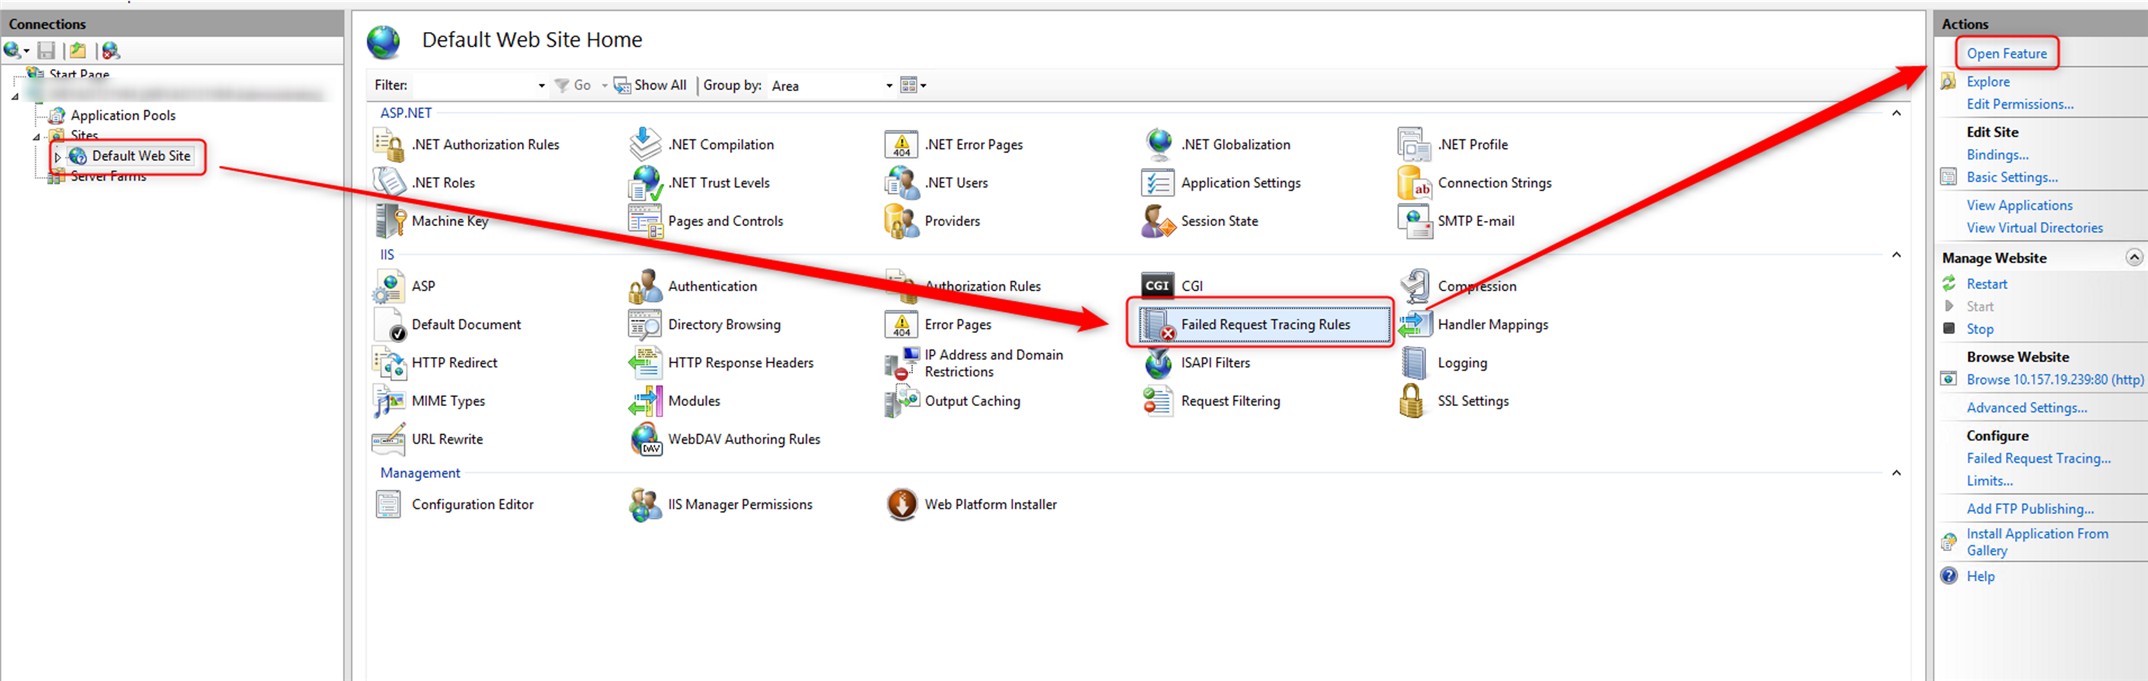 Connections
Start Page
Application Pools
Sites
Default Web Site
Server Farms
Default Web Site Home
Filter:
Go
Show All
Group by:
Area
ASP.NET
.NET Authorization Rules
.NET Compilation
404
.NET Error Pages
.NET Globalization
.NET Profile
.NET Roles
.NET Trust Levels
.NET Users
Application Settings
ab
Connection Strings
Machine Key
Pages and Controls
Providers
Session State
SMTP E-mail
IIS
ASP
Authentication
Authorization Rules
CGI
CGI
Compression
Default Document
Directory Browsing
404
Error Pages
Failed Request Tracing Rules
Handler Mappings
HTTP Redirect
HTTP Response Headers
IP Address and Domain
Restrictions
ISAPI Filters
Logging
MIME Types
Modules
Output Caching
Request Filtering
SSL Settings
URL Rewrite
DAV
WebDAV Authoring Rules
Management
Configuration Editor
IIS Manager Permissions
Web Platform Installer
Actions
Open Feature
Explore
Edit Permissions...
Edit Site
Bindings...
Basic Settings...
View Applications
View Virtual Directories
Manage Website
Restart
Start
Stop
Browse Website
Browse 10.157.19.239:80 (http)
Advanced Settings...
Configure
Failed Request Tracing...
Limits...
Add FTP Publishing...
Install Application From
Gallery
Help